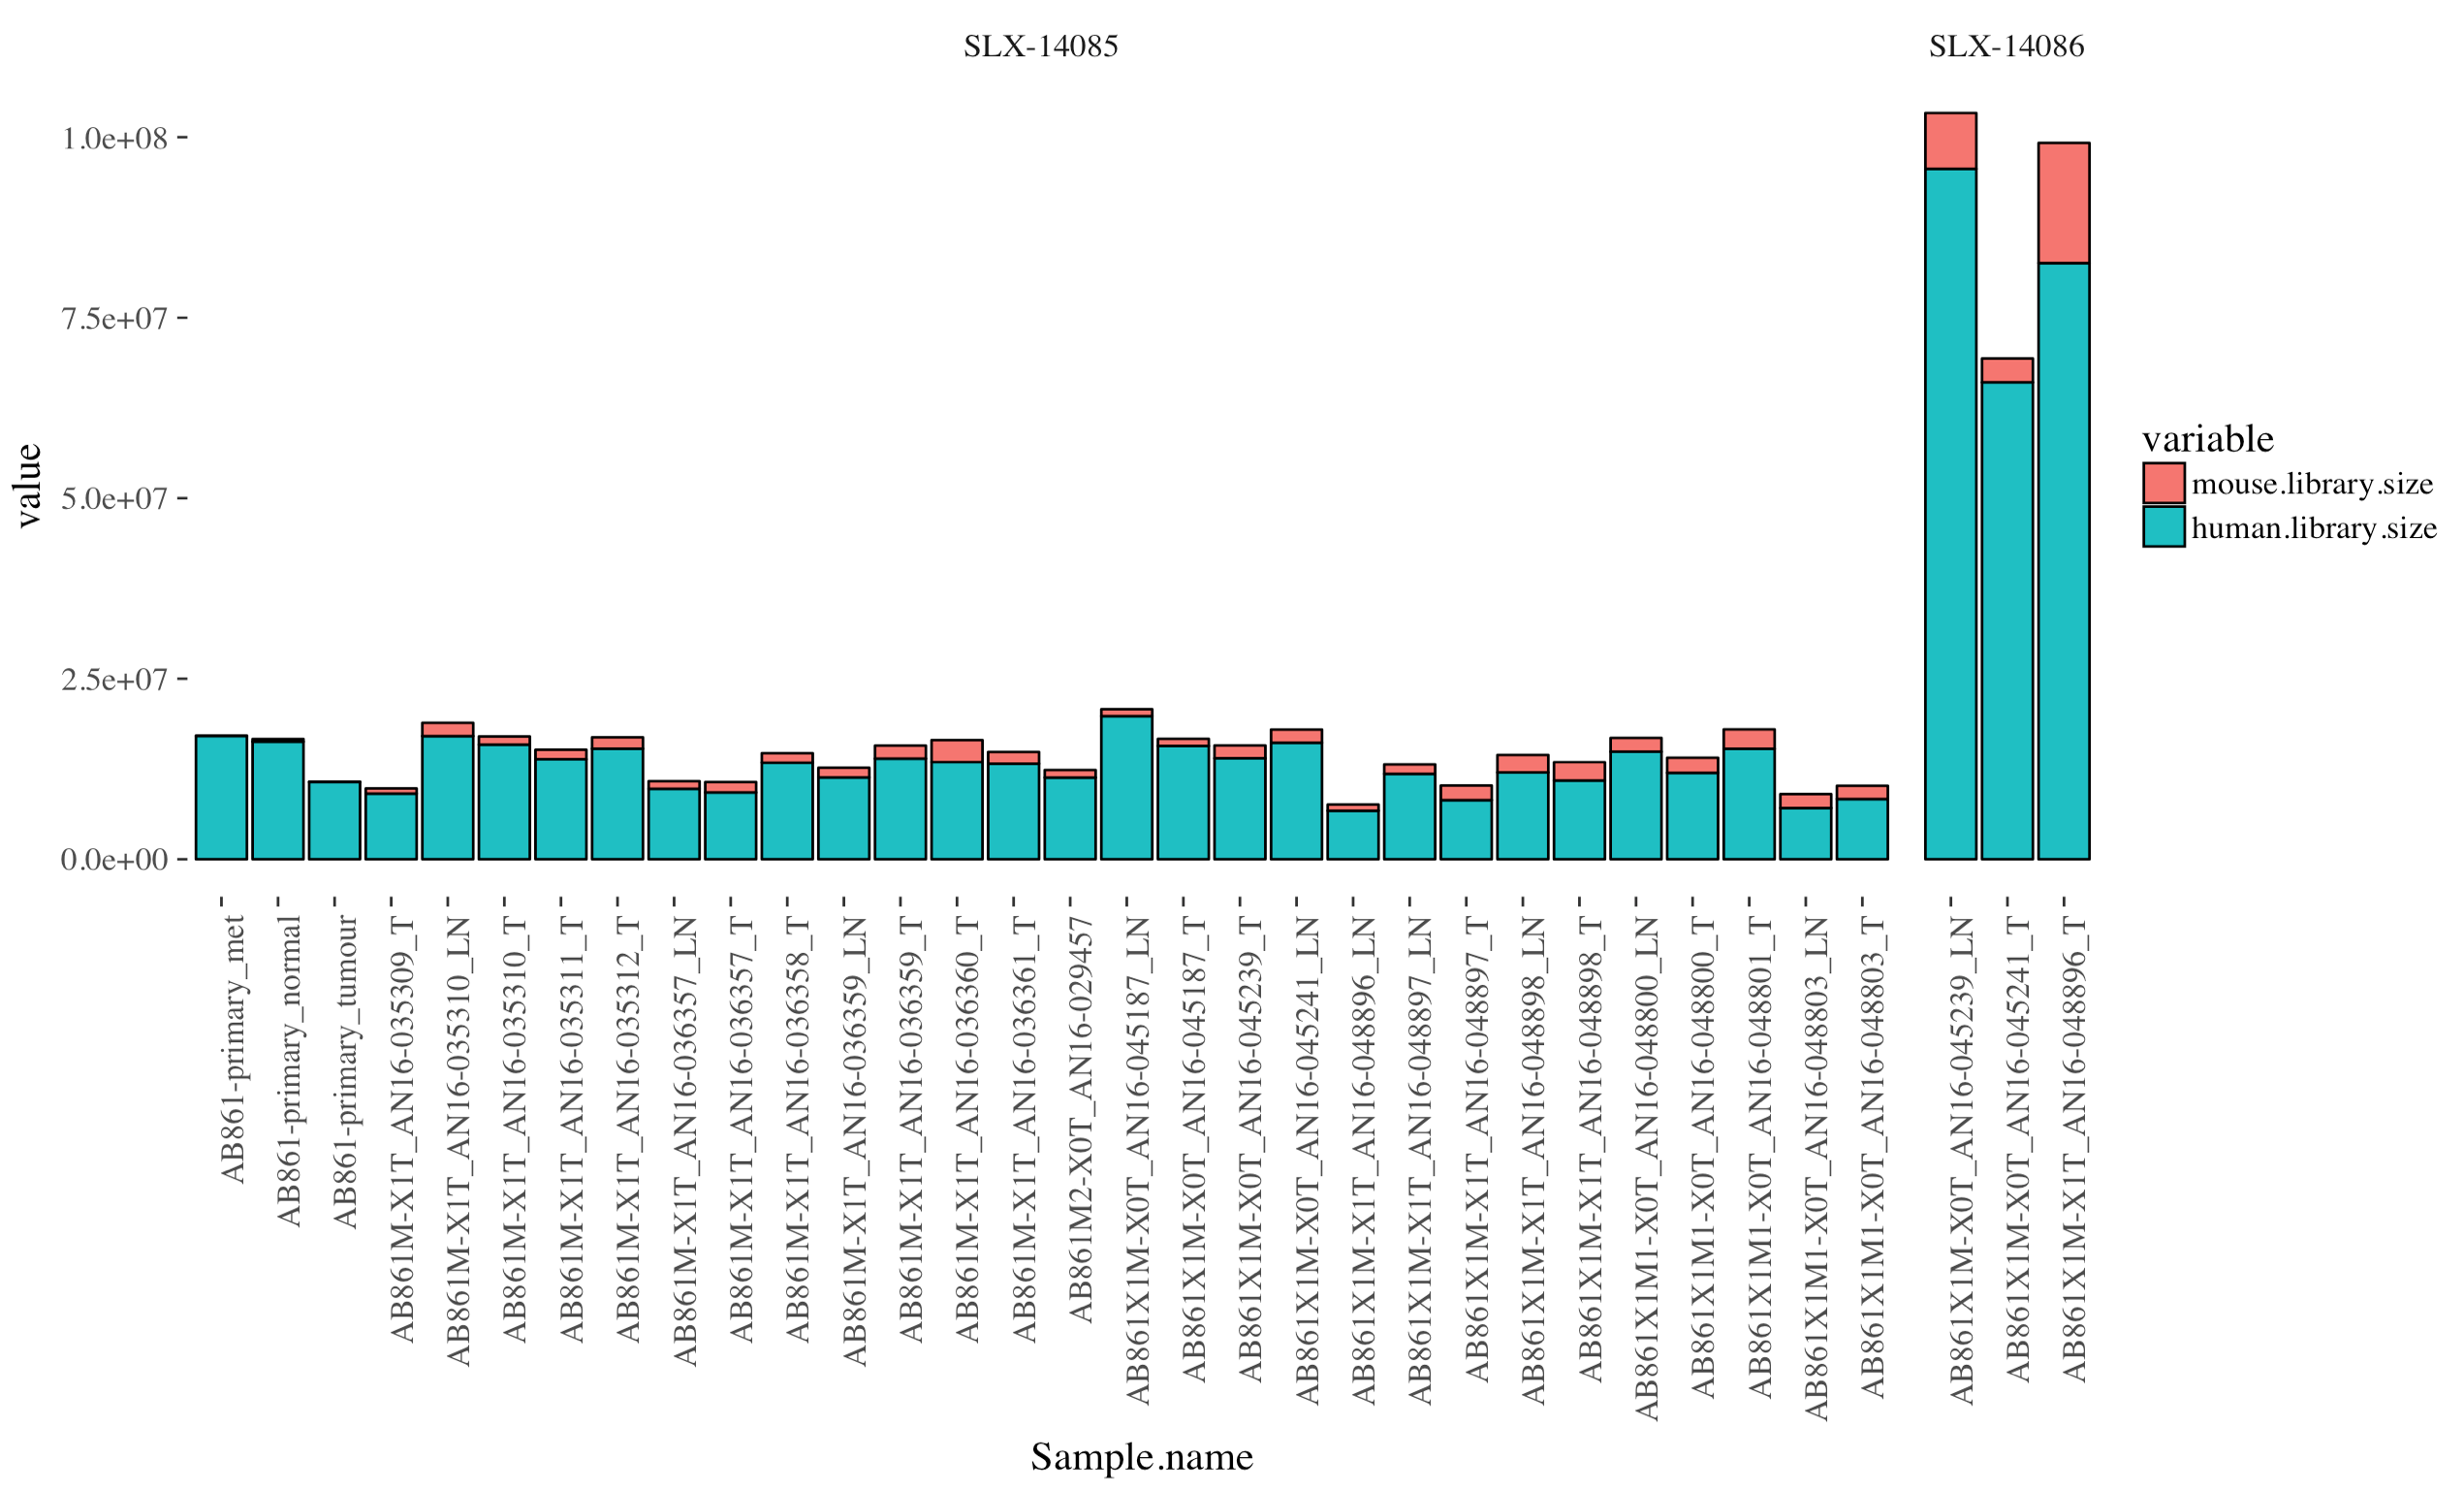 SLX-14085
SLX-14086
1.0e+08
7.5e+07
5.0e+07
2.5e+07
0.0e+00
value
variable
mouse.library.size
human.library.size
AB861-primary_met
AB861-primary_normal
AB861-primary_tumour
AB861M-X1T_AN16-035309_T
AB861M-X1T_AN16-035310_LN
AB861M-X1T_AN16-035310_T
AB861M-X1T_AN16-035311_T
AB861M-X1T_AN16-035312_T
AB861M-X1T_AN16-036357_LN
AB861M-X1T_AN16-036357_T
AB861M-X1T_AN16-036358_T
AB861M-X1T_AN16-036359_LN
AB861M-X1T_AN16-036359_T
AB861M-X1T_AN16-036360_T
AB861M-X1T_AN16-036361_T
AB861M2-X0T_AN16-029457
AB861X1M-X0T_AN16-045187_LN
AB861X1M-X0T_AN16-045187_T
AB861X1M-X0T_AN16-045239_T
AB861X1M-X0T_AN16-045241_LN
AB861X1M-X1T_AN16-048896_LN
AB861X1M-X1T_AN16-048897_LN
AB861X1M-X1T_AN16-048897_T
AB861X1M-X1T_AN16-048898_LN
AB861X1M-X1T_AN16-048898_T
AB861X1M1-X0T_AN16-048800_LN
AB861X1M1-X0T_AN16-048800_T
AB861X1M1-X0T_AN16-048801_T
AB861X1M1-X0T_AN16-048803_LN
AB861X1M1-X0T_AN16-048803_T
AB861X1M-X0T_AN16-045239_LN
AB861X1M-X0T_AN16-045241_T
AB861X1M-X1T_AN16-048896_T
Sample.name